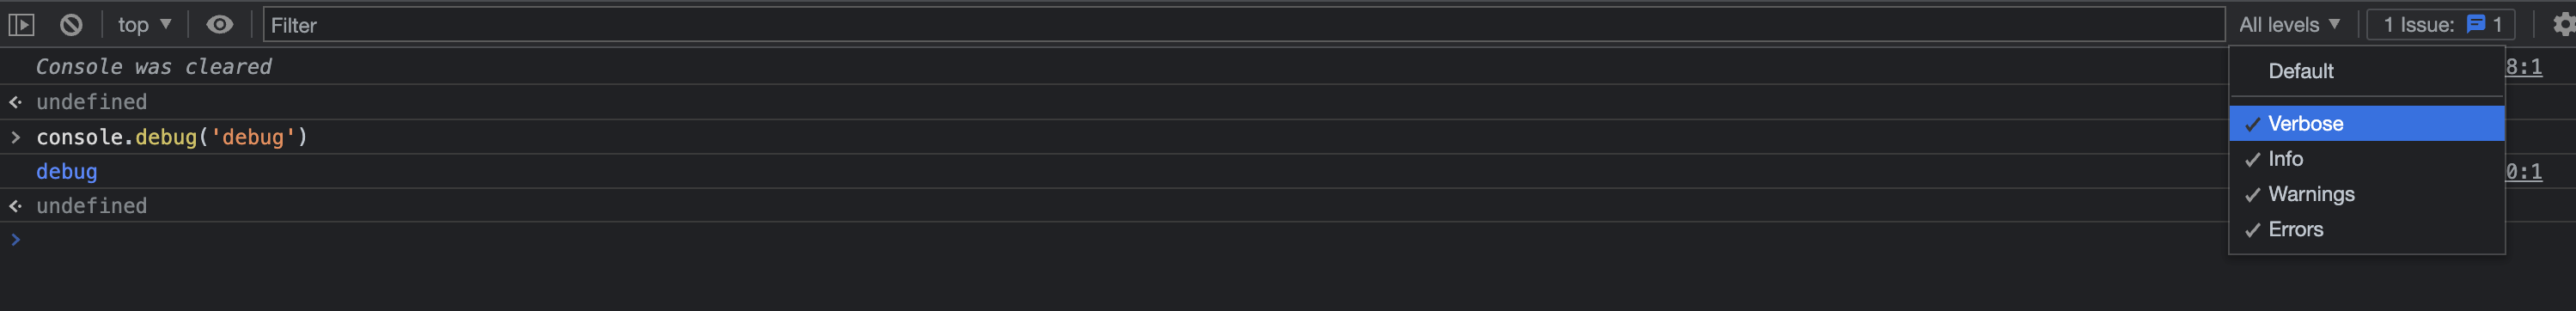 top ▼ Filter All levels ▼ 1 Issue: 1
Console was cleared 8:1
undefined
console.debug('debug')
debug 0:1
undefined
Default
Verbose
Info
Warnings
Errors